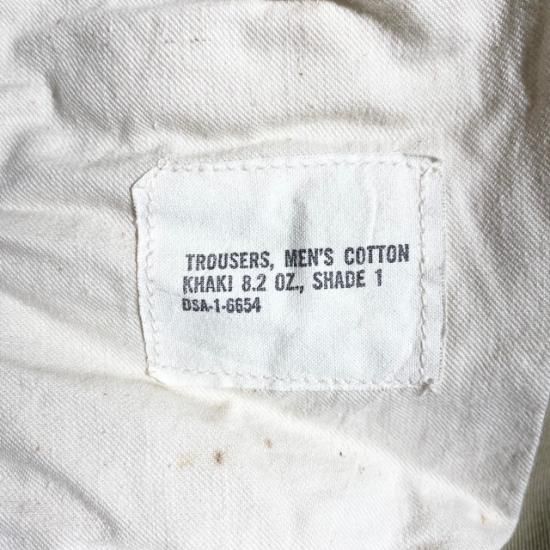 TROUSERS, MEN'S COTTON
KHAKI 8.2 OZ., SHADE 1
DSA-1-6654